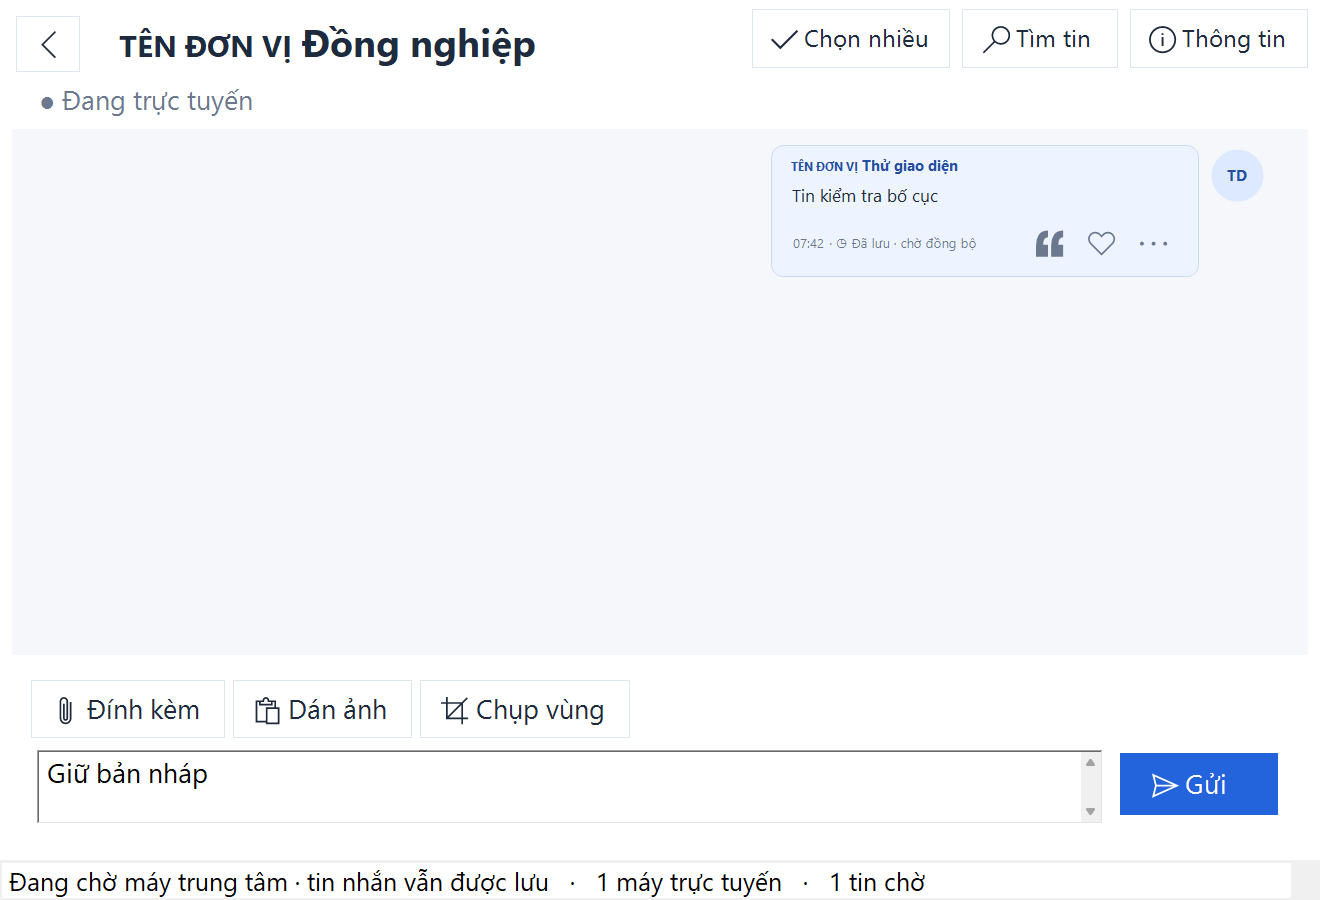 TÊN ĐƠN VỊ Đồng nghiệp
Chọn nhiều
Tìm tin
Thông tin
● Đang trực tuyến
TÊN ĐƠN VỊ Thử giao diện
TD
Tin kiểm tra bố cục
07:42 · ◷ Đã lưu · chờ đồng bộ
Đính kèm
Dán ảnh
Chụp vùng
Giữ bản nháp
Gửi
Đang chờ máy trung tâm · tin nhắn vẫn được lưu · 1 máy trực tuyến · 1 tin chờ